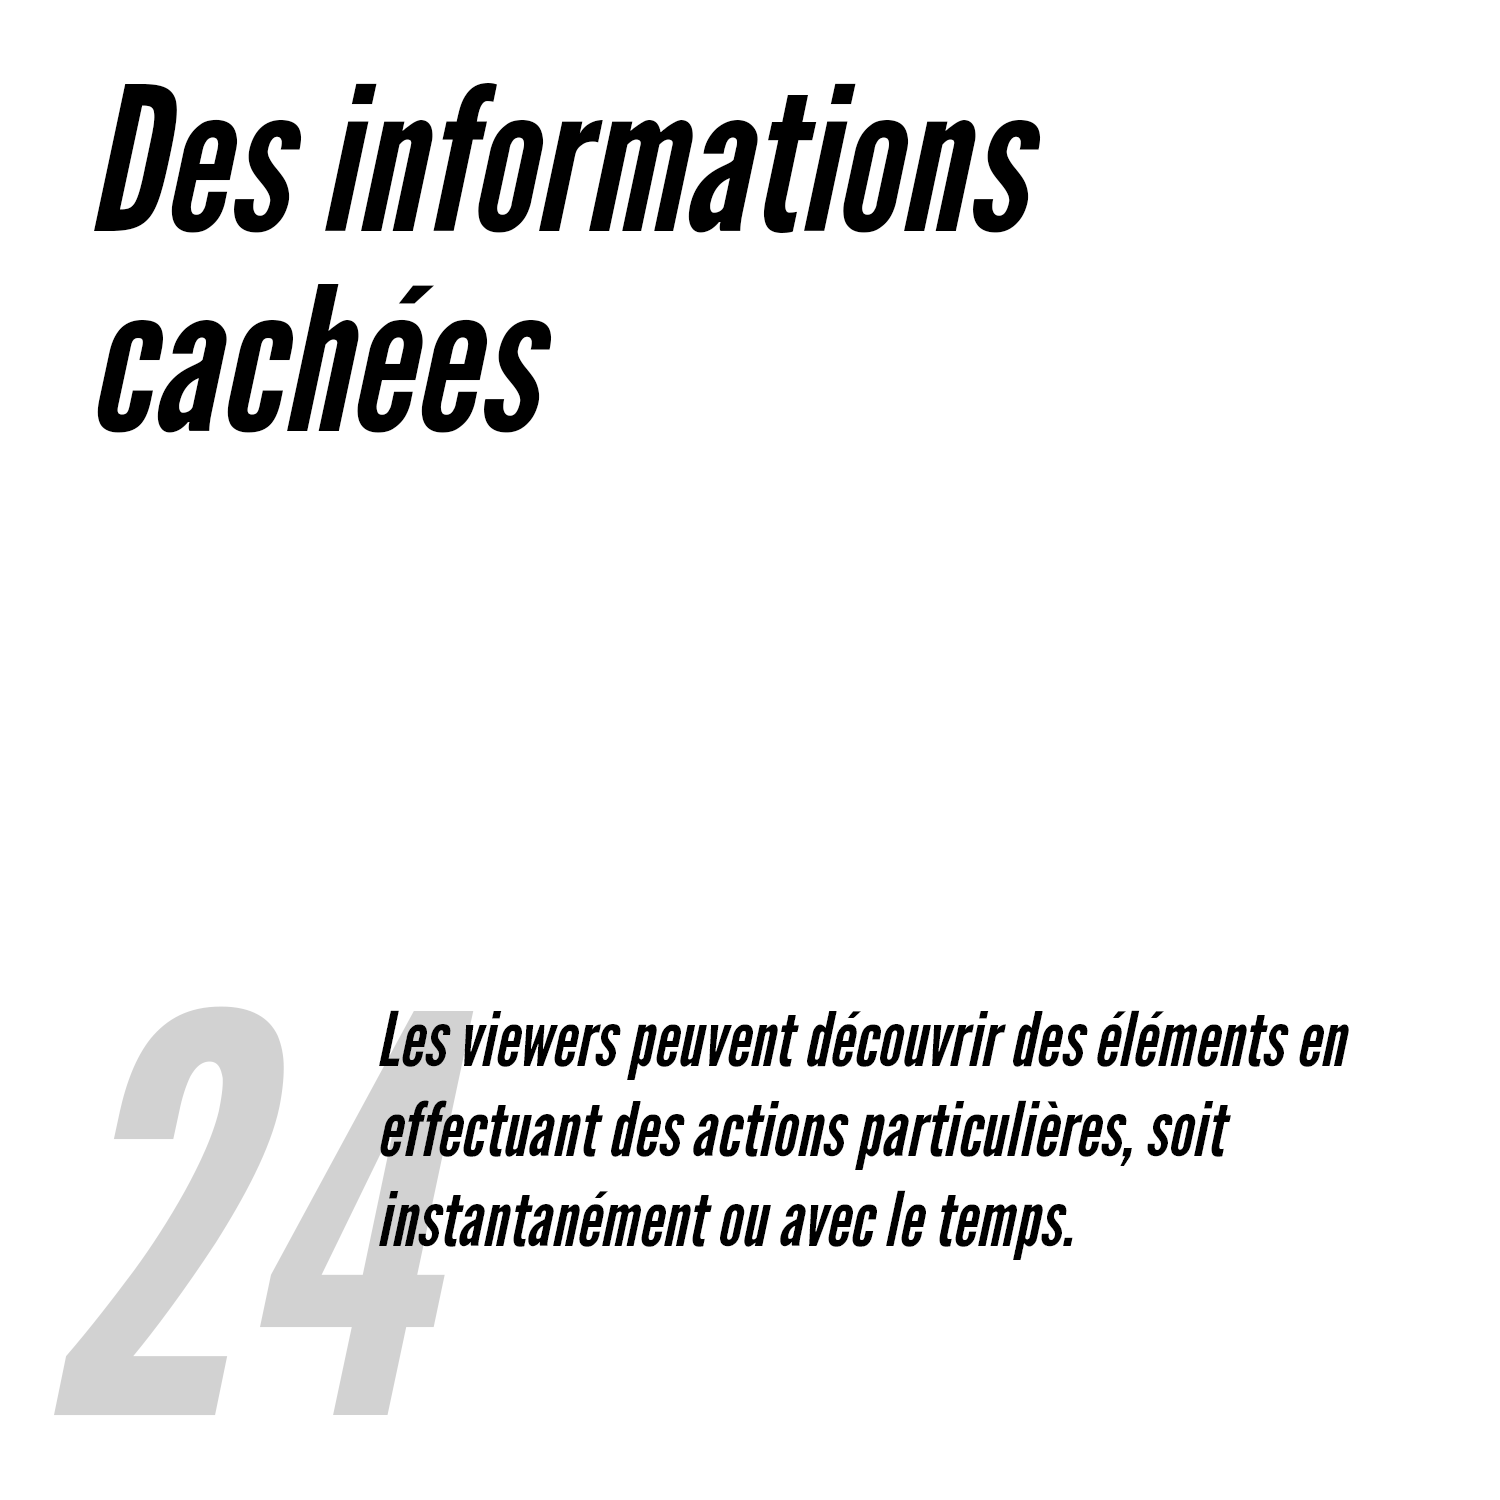 Des informations
cachées
24
Les viewers peuvent découvrir des éléments en
effectuant des actions particulières, soit
instantanément ou avec le temps.